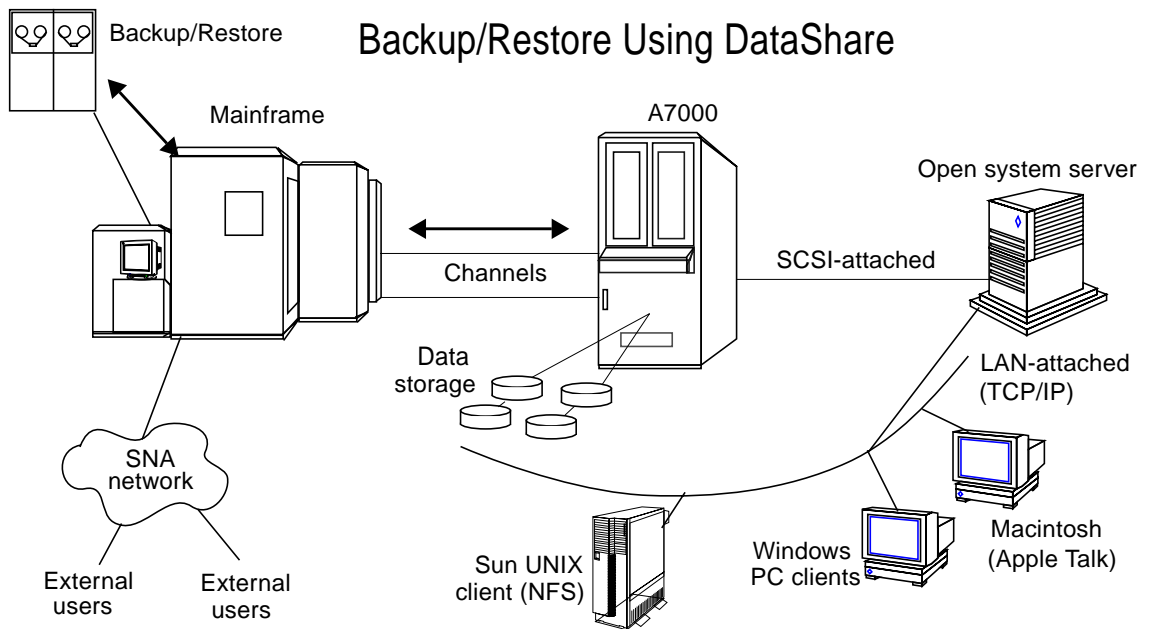 Backup/Restore Using DataShare
Backup/Restore
Mainframe
A7000
Open system server
Channels
SCSI-attached
Data
storage
LAN-attached
(TCP/IP)
SNA
network
External
users
External
users
Sun UNIX
client (NFS)
Windows
PC clients
Macintosh
(Apple Talk)